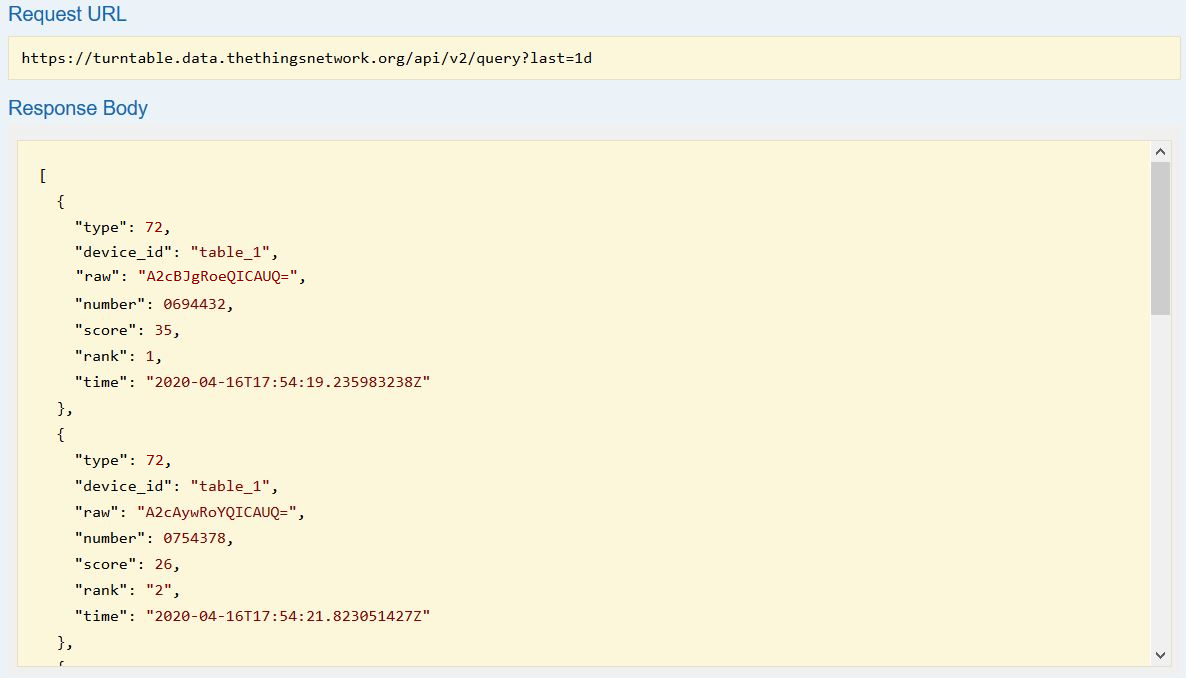 Request URL
https://turntable.data.thethingsnetwork.org/api/v2/query?last=1d
Response Body
[
{
"type": 72,
"device_id": "table_1",
"raw": "A2cBJgRoeQICAUQ=",
"number": 0694432,
"score": 35,
"rank": 1,
"time": "2020-04-16T17:54:19.235983238Z"
},
{
"type": 72,
"device_id": "table_1",
"raw": "A2cAywRoYQICAUQ=",
"number": 0754378,
"score": 26,
"rank": "2",
"time": "2020-04-16T17:54:21.823051427Z"
},
{